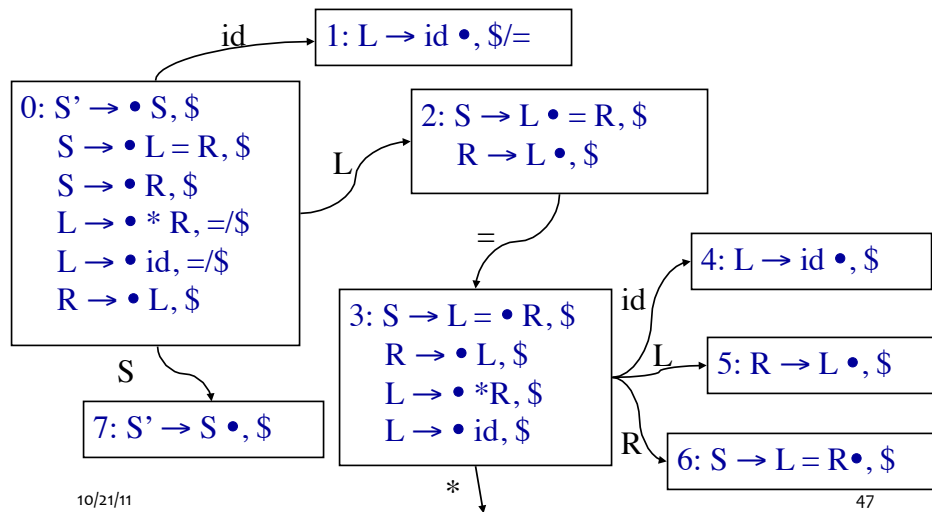 id
1: L → id •, $/=
0: S’ → • S, $
S → • L = R, $
S → • R, $
L → • * R, =/$
L → • id, =/$
R → • L, $
L
2: S → L • = R, $
R → L •, $
=
3: S → L = • R, $
R → • L, $
L → • *R, $
L → • id, $
id
4: L → id •, $
L
5: R → L •, $
R
6: S → L = R•, $
S
7: S’ → S •, $
*
10/21/11
47